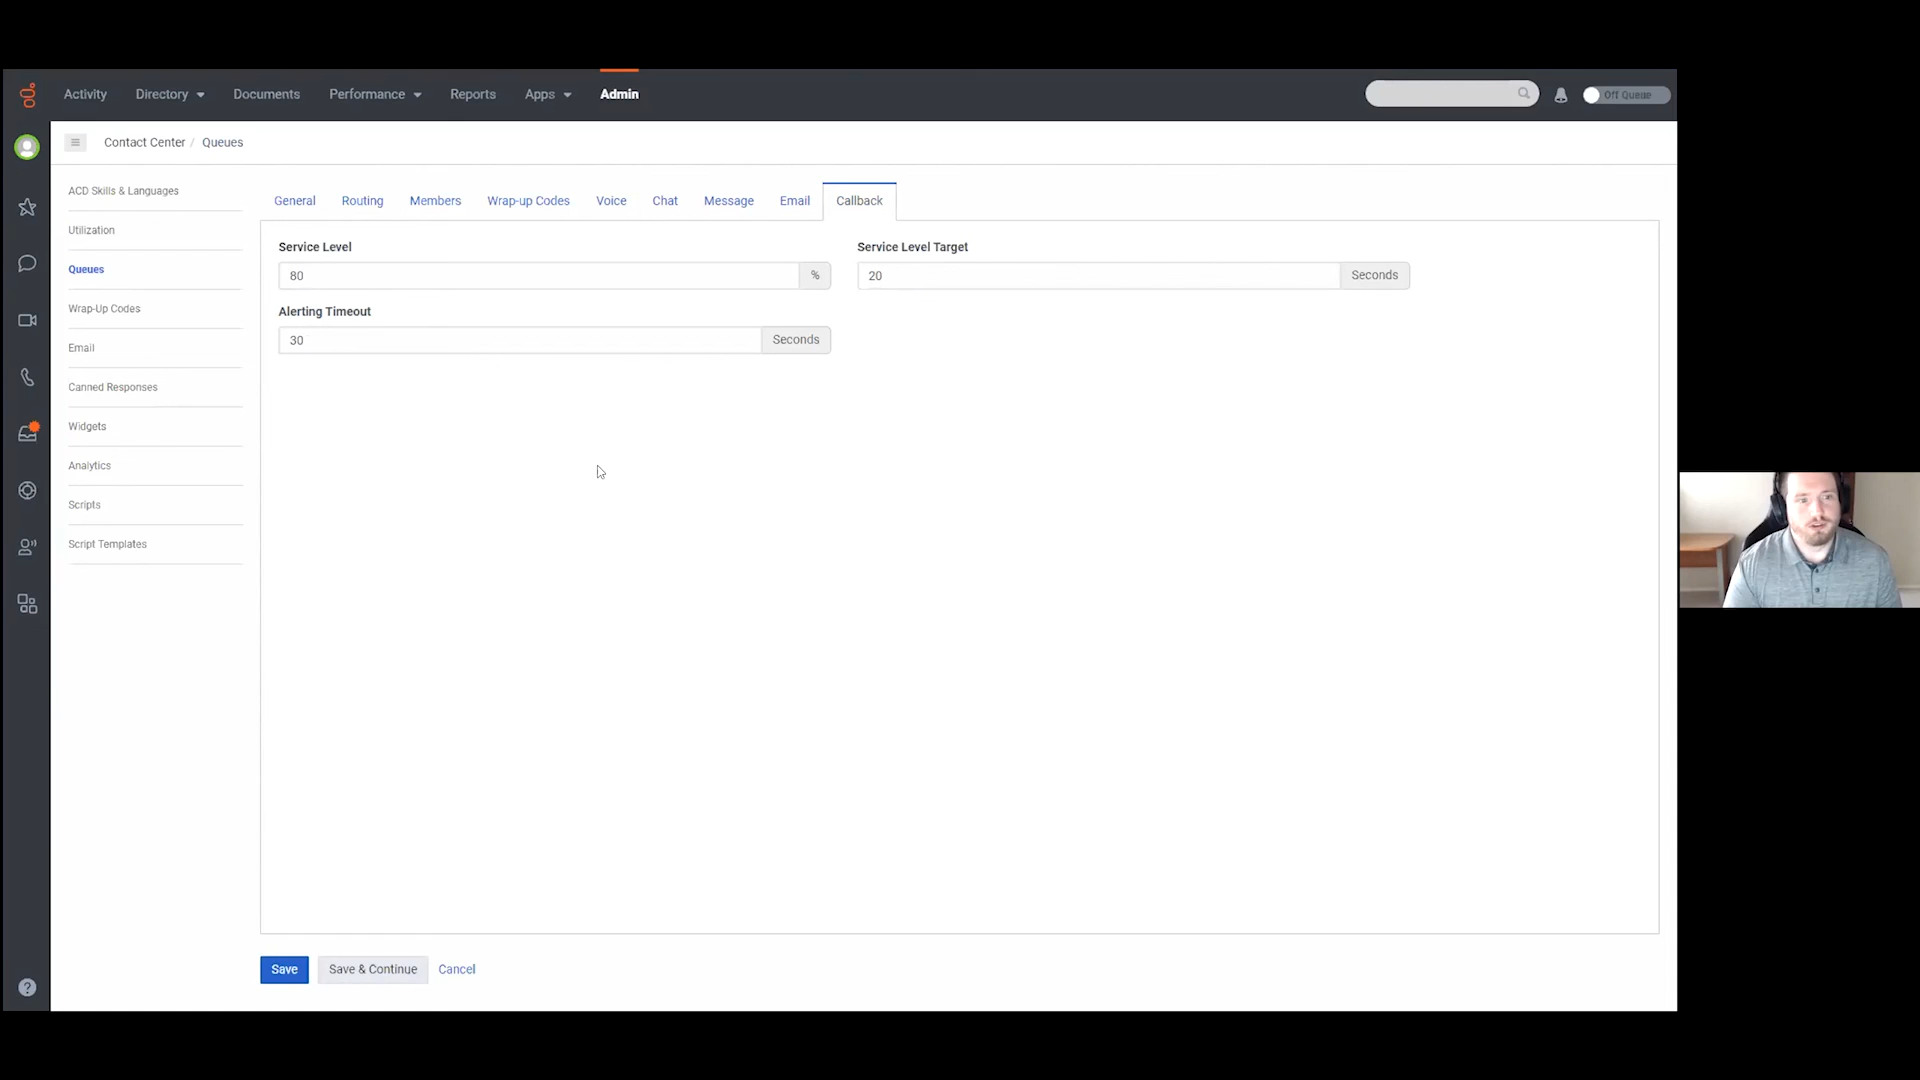 Activity Directory Documents Performance Reports Apps Admin Off Queue
Contact Center / Queues
ACD Skills & Languages
Utilization
Queues
Wrap-Up Codes
Email
Canned Responses
Widgets
Analytics
Scripts
Script Templates
General Routing Members Wrap-up Codes Voice Chat Message Email Callback
Service Level Service Level Target
80 % 20 Seconds
Alerting Timeout
30 Seconds
Save Save & Continue Cancel